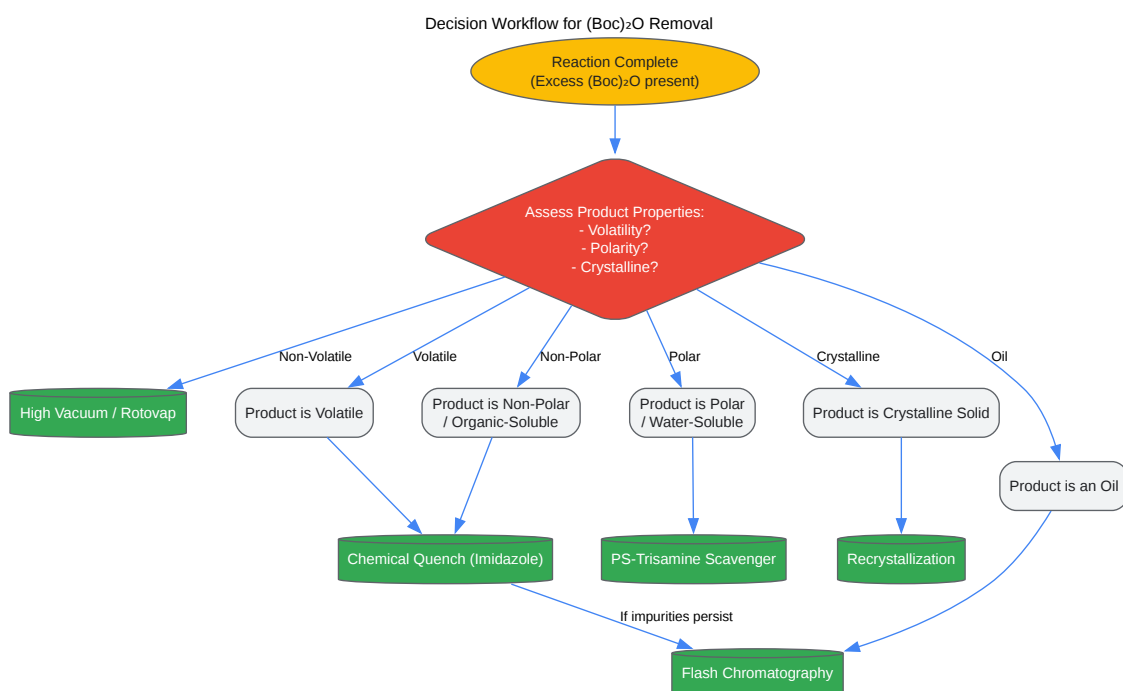 Decision Workflow for (Boc)₂O Removal
Reaction Complete
(Excess (Boc)₂O present)
Assess Product Properties:
- Volatility?
- Polarity?
- Crystalline?
Non-Volatile
Volatile
Non-Polar
Polar
Crystalline
Oil
High Vacuum / Rotovap
Product is Volatile
Product is Non-Polar
/ Organic-Soluble
Product is Polar
/ Water-Soluble
Product is Crystalline Solid
Product is an Oil
Chemical Quench (Imidazole)
PS-Trisamine Scavenger
Recrystallization
If impurities persist
Flash Chromatography